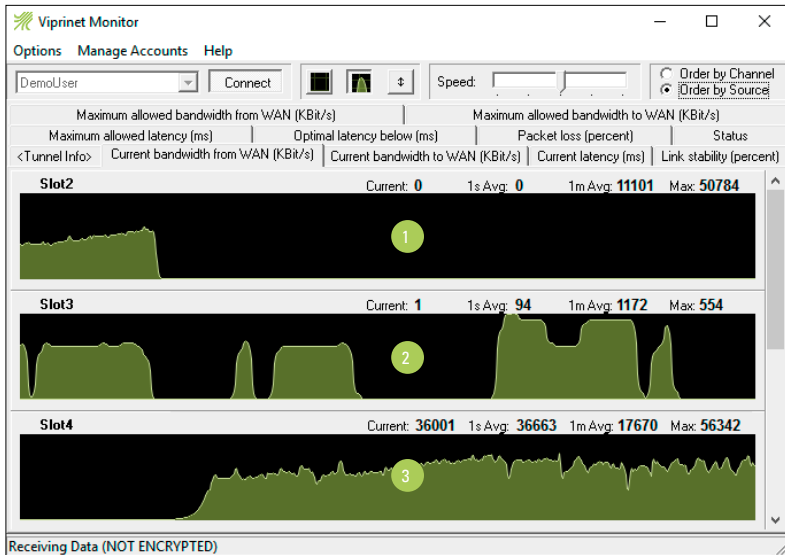 Viprinet Monitor
Options Manage Accounts Help
DemoUser Connect Speed: Order by Channel
Order by Source
Maximum allowed bandwidth from WAN (KBit/s) Maximum allowed bandwidth to WAN (KBit/s)
Maximum allowed latency (ms) Optimal latency below (ms) Packet loss (percent) Status
<Tunnel Info> Current bandwidth from WAN (KBit/s) Current bandwidth to WAN (KBit/s) Current latency (ms) Link stability (percent)
Slot2 Current: 0 1s Avg: 0 1m Avg: 11101 Max: 50784
1
Slot3 Current: 1 1s Avg: 94 1m Avg: 1172 Max: 554
2
Slot4 Current: 36001 1s Avg: 36663 1m Avg: 17670 Max: 56342
3
Receiving Data (NOT ENCRYPTED)